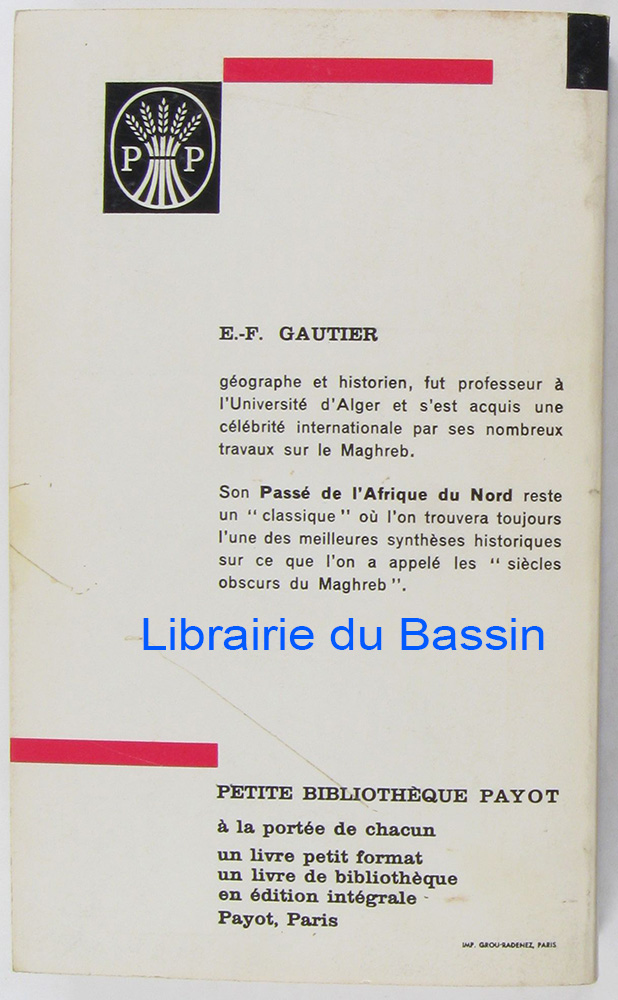 P P
E.-F. GAUTIER
géographe et historien, fut professeur à
l'Université d'Alger et s'est acquis une
célébrité internationale par ses nombreux
travaux sur le Maghreb.
Son Passé de l'Afrique du Nord reste
un "classique" où l'on trouvera toujours
l'une des meilleures synthèses historiques
sur ce que l'on a appelé les "siècles
obscurs du Maghreb".
Librairie du Bassin
PETITE BIBLIOTHÈQUE PAYOT
à la portée de chacun
un livre petit format
un livre de bibliothèque
en édition intégrale
Payot, Paris
IMP. GROU-RADENEZ, PARIS